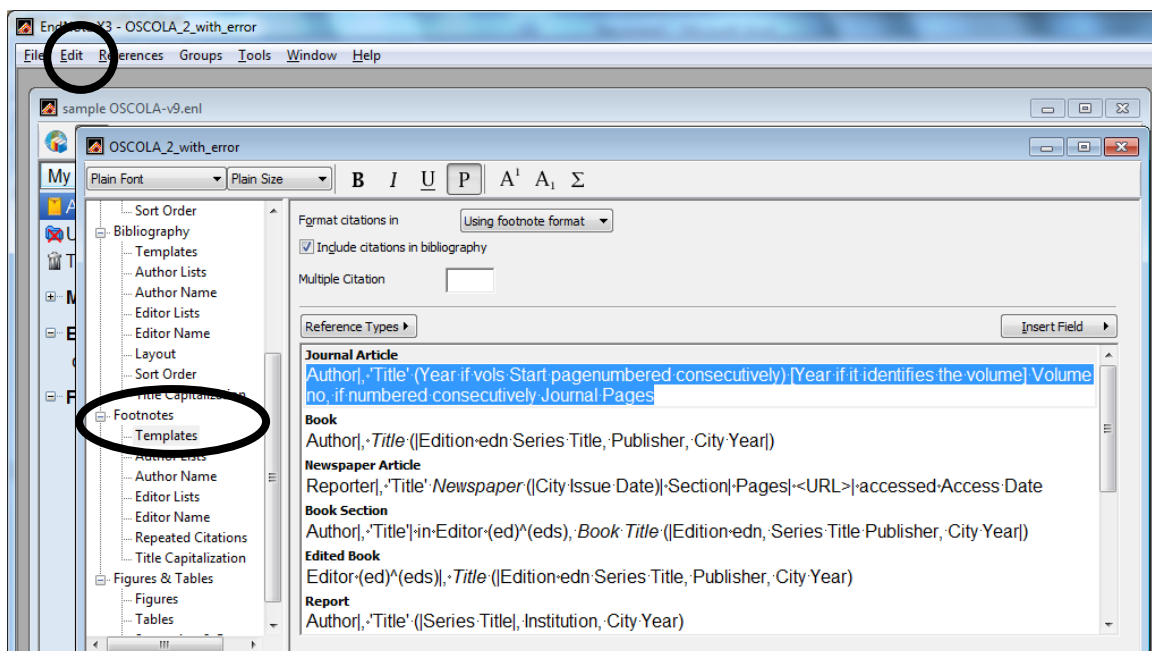 EndNote X3 - OSCOLA_2_with_error
File Edit References Groups Tools Window Help
sample OSCOLA-v9.enl
OSCOLA_2_with_error
My
Plain Font Plain Size B I U P A¹ A₁ Σ
Sort Order
Bibliography
Templates
Author Lists
Author Name
Editor Lists
Editor Name
Layout
Sort Order
Title Capitalization
Footnotes
Templates
Author Lists
Author Name
Editor Lists
Editor Name
Repeated Citations
Title Capitalization
Figures & Tables
Figures
Tables
Format citations in Using footnote format
Include citations in bibliography
Multiple Citation
Reference Types Insert Field
Journal Article
Author|,·'Title'·(Year·if·vols·Start·pagenumbered·consecutively)·[Year·if·it·identifies·the·volume]·Volume
no,·if·numbered·consecutively·Journal·Pages
Book
Author|,·Title·(|Edition·edn·Series·Title,·Publisher,·City·Year|)
Newspaper Article
Reporter|,·'Title'·Newspaper·(|City·Issue·Date)|·Section|·Pages|·<URL>|·accessed·Access·Date
Book Section
Author|,·'Title'|·in·Editor·(ed)^(eds),·Book·Title·(|Edition·edn,·Series·Title·Publisher,·City·Year|)
Edited Book
Editor·(ed)^(eds)|,·Title·(|Edition·edn·Series·Title,·Publisher,·City·Year)
Report
Author|,·'Title'·(|Series·Title|,·Institution,·City·Year)